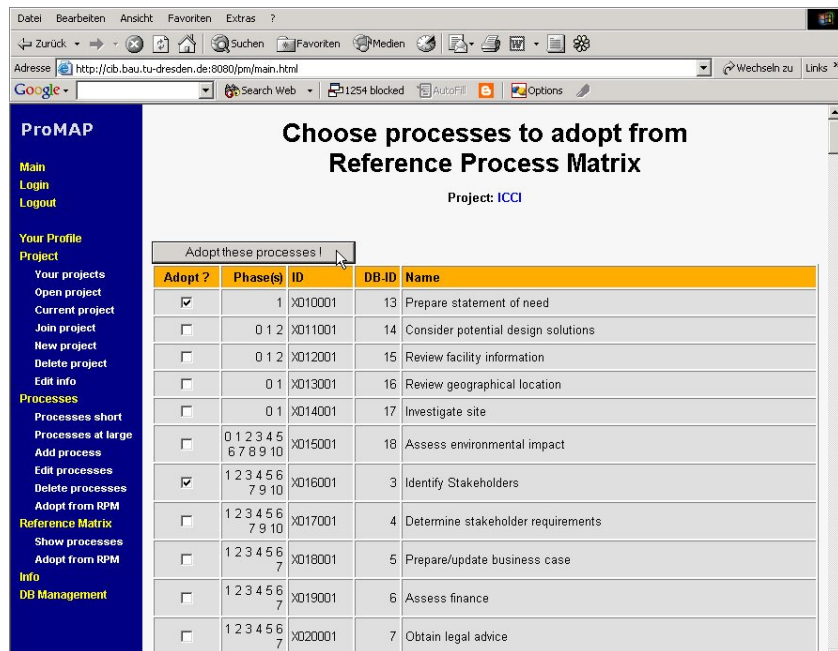 Datei Bearbeiten Ansicht Favoriten Extras ?
Zurück Suchen Favoriten Medien
Adresse http://cib.bau.tu-dresden.de:8080/pm/main.html Wechseln zu Links »
Google Search Web 1254 blocked AutoFill Options
ProMAP
Main
Login
Logout
Your Profile
Project
Your projects
Open project
Current project
Join project
New project
Delete project
Edit info
Processes
Processes short
Processes at large
Add process
Edit processes
Delete processes
Adopt from RPM
Reference Matrix
Show processes
Adopt from RPM
Info
DB Management
Choose processes to adopt from
Reference Process Matrix
Project: ICCI
Adopt these processes !
Adopt ? Phase(s) ID DB-ID Name
1 X010001 13 Prepare statement of need
0 1 2 X011001 14 Consider potential design solutions
0 1 2 X012001 15 Review facility information
0 1 X013001 16 Review geographical location
0 1 X014001 17 Investigate site
0 1 2 3 4 5
6 7 8 9 10 X015001 18 Assess environmental impact
1 2 3 4 5 6
7 9 10 X016001 3 Identify Stakeholders
1 2 3 4 5 6
7 9 10 X017001 4 Determine stakeholder requirements
1 2 3 4 5 6
7 X018001 5 Prepare/update business case
1 2 3 4 5 6
7 X019001 6 Assess finance
1 2 3 4 5 6
7 X020001 7 Obtain legal advice